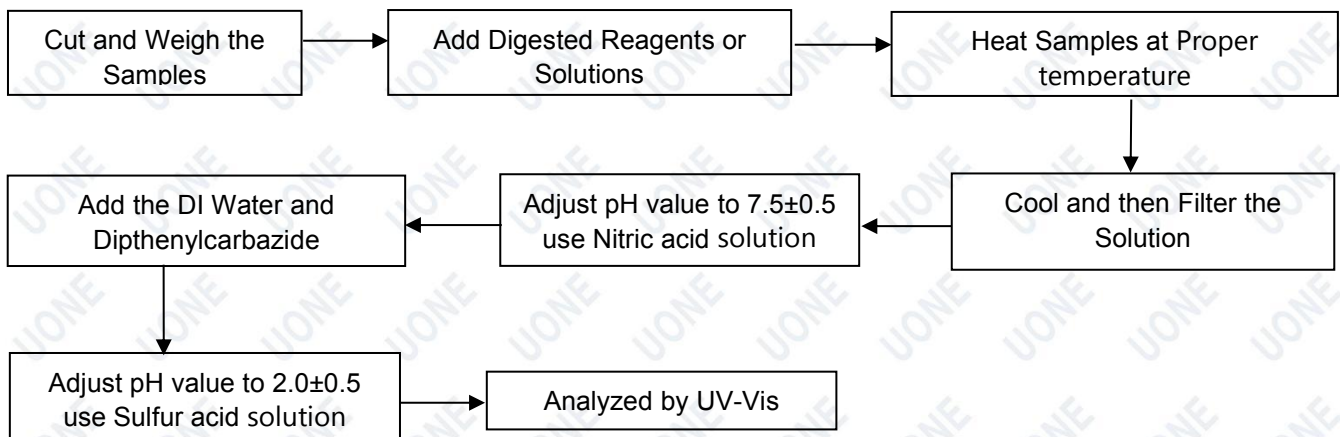 Cut and Weigh the
Samples
Add Digested Reagents or
Solutions
Heat Samples at Proper
temperature
Cool and then Filter the
Solution
Adjust pH value to 7.5±0.5
use Nitric acid solution
Add the DI Water and
Dipthenylcarbazide
Adjust pH value to 2.0±0.5
use Sulfur acid solution
Analyzed by UV-Vis
UONE